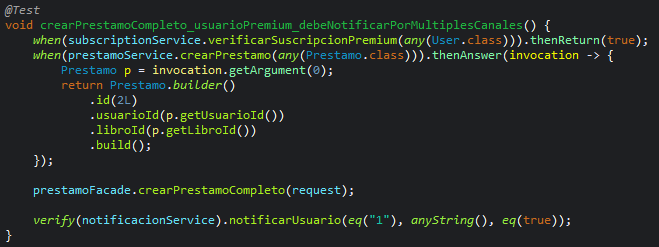 @Test
void crearPrestamoCompleto_usuarioPremium_debeNotificarPorMultiplesCanales() {
    when(subscriptionService.verificarSuscripcionPremium(any(User.class))).thenReturn(true);
    when(prestamoService.crearPrestamo(any(Prestamo.class))).thenAnswer(invocation -> {
        Prestamo p = invocation.getArgument(0);
        return Prestamo.builder()
            .id(2L)
            .usuarioId(p.getUsuarioId())
            .libroId(p.getLibroId())
            .build();
    });

    prestamoFacade.crearPrestamoCompleto(request);

    verify(notificacionService).notificarUsuario(eq("1"), anyString(), eq(true));
}